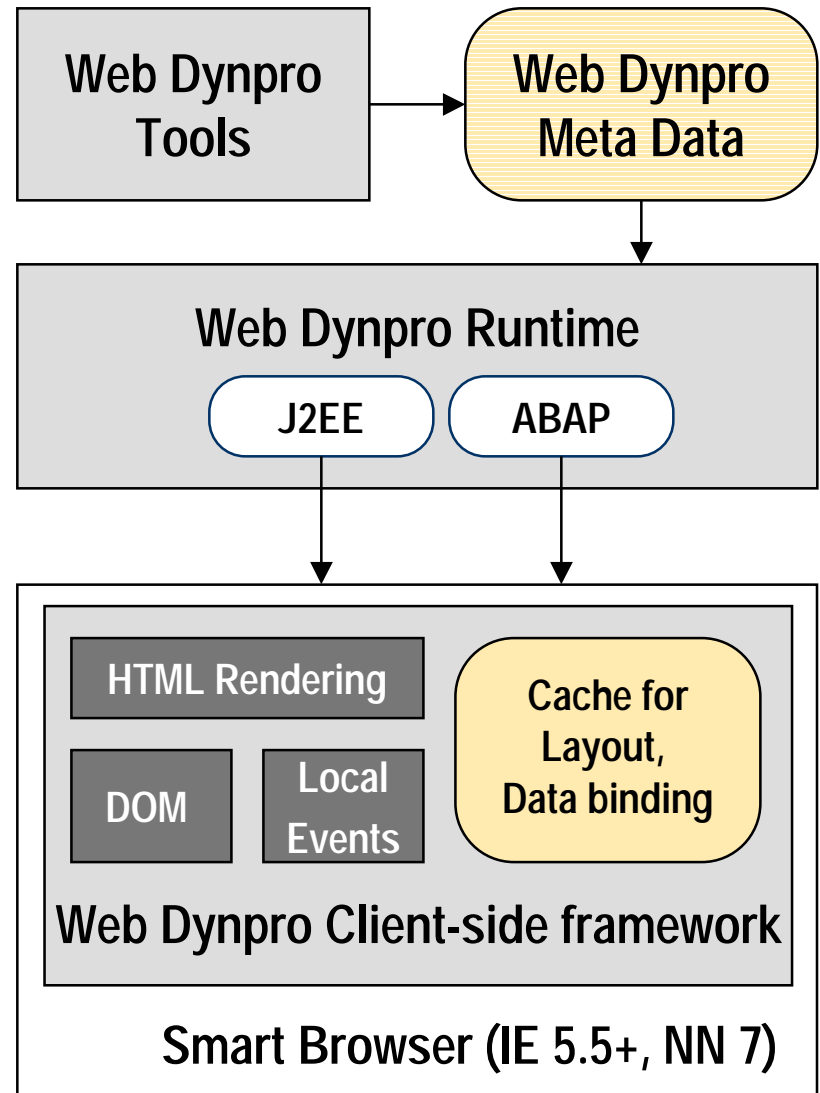 Web Dynpro
Tools
Web Dynpro
Meta Data
Web Dynpro Runtime
J2EE
ABAP
HTML Rendering
DOM
Local
Events
Cache for
Layout,
Data binding
Web Dynpro Client-side framework
Smart Browser (IE 5.5+, NN 7)